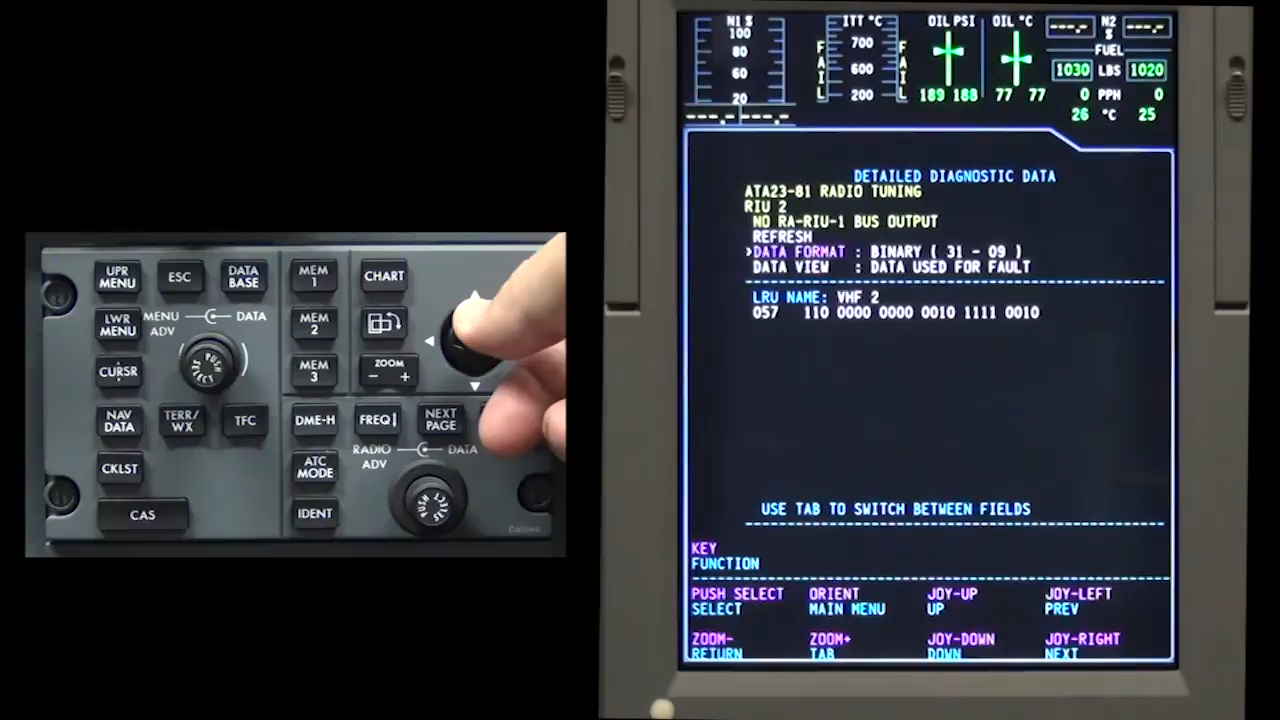 UPR MENU
ESC
DATA BASE
MEM 1
CHART
LWR MENU
MENU ADV
DATA
MEM 2
PUSH SELECT
CURSR
MEM 3
ZOOM
- +
NAV DATA
TERR/ WX
TFC
DME-H
FREQ
NEXT PAGE
RADIO ADV
DATA
CKLST
ATC MODE
PUSH SELECT
CAS
IDENT
Collins
N1 %
100
80
60
20
---.- ---.-
ITT °C
FAIL
700
600
200
FAIL
OIL PSI
189 188
OIL °C
77 77
---.- N2 % ---.-
FUEL
1030 LBS 1020
0 PPH 0
26 °C 25
DETAILED DIAGNOSTIC DATA
ATA23-81 RADIO TUNING
RIU 2
NO RA-RIU-1 BUS OUTPUT
REFRESH
›DATA FORMAT : BINARY ( 31 - 09 )
DATA VIEW : DATA USED FOR FAULT
LRU NAME: VHF 2
057 110 0000 0000 0010 1111 0010
USE TAB TO SWITCH BETWEEN FIELDS
KEY
FUNCTION
PUSH SELECT ORIENT JOY-UP JOY-LEFT
SELECT MAIN MENU UP PREV
ZOOM- ZOOM+ JOY-DOWN JOY-RIGHT
RETURN TAB DOWN NEXT